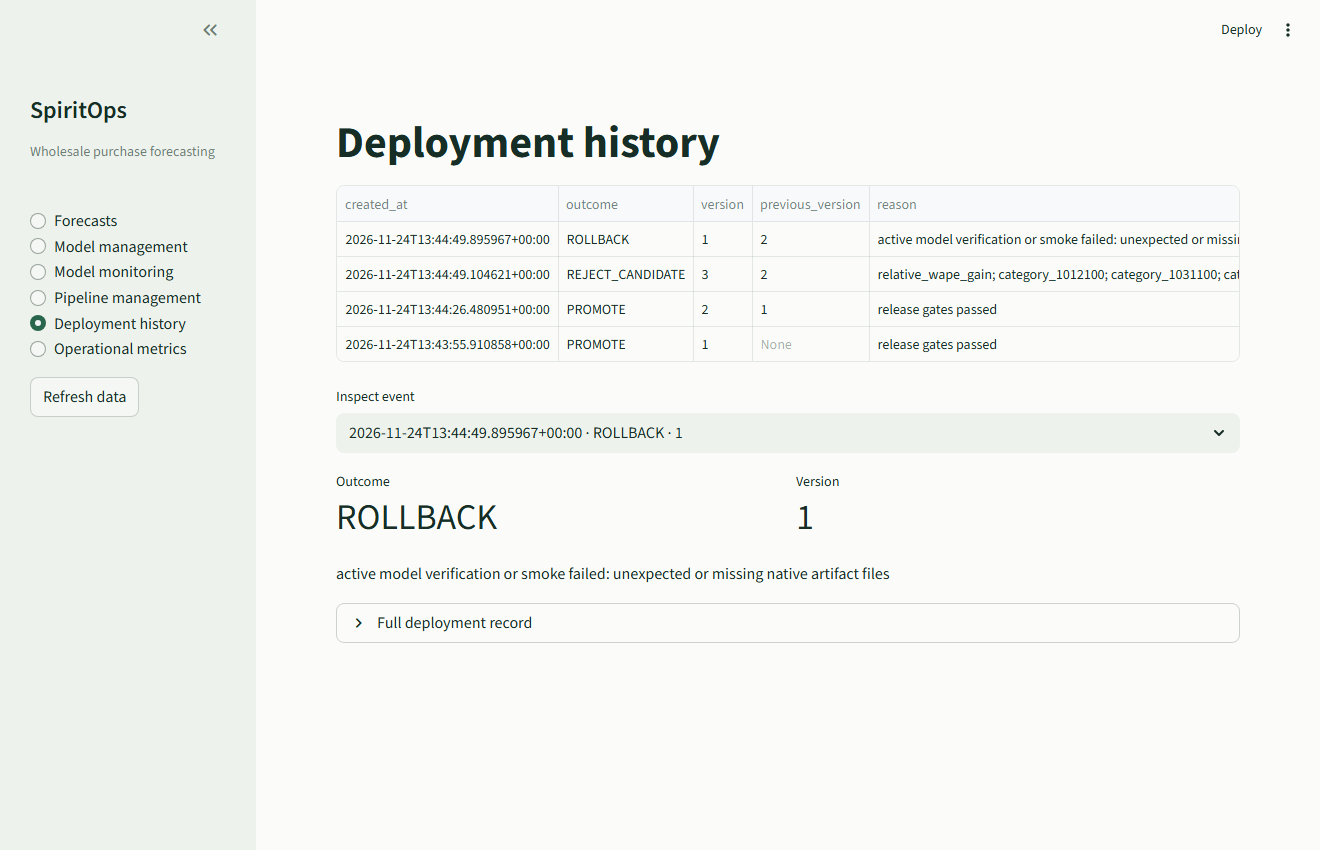 Deploy
SpiritOps
Wholesale purchase forecasting
Forecasts
Model management
Model monitoring
Pipeline management
Deployment history
Operational metrics
Refresh data
Deployment history
created_at outcome version previous_version reason
2026-11-24T13:44:49.895967+00:00 ROLLBACK 1 2 active model verification or smoke failed: unexpected or missin
2026-11-24T13:44:49.104621+00:00 REJECT_CANDIDATE 3 2 relative_wape_gain; category_1012100; category_1031100; cat
2026-11-24T13:44:26.480951+00:00 PROMOTE 2 1 release gates passed
2026-11-24T13:43:55.910858+00:00 PROMOTE 1 None release gates passed
Inspect event
2026-11-24T13:44:49.895967+00:00 · ROLLBACK · 1
Outcome Version
ROLLBACK 1
active model verification or smoke failed: unexpected or missing native artifact files
Full deployment record